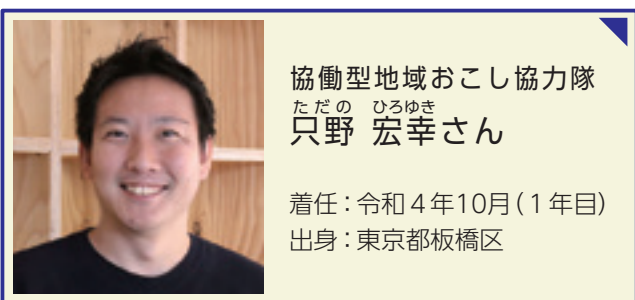 協働型地域おこし協力隊
ただの ひろゆき
只野 宏幸さん
着任：令和４年10月（１年目）
出身：東京都板橋区